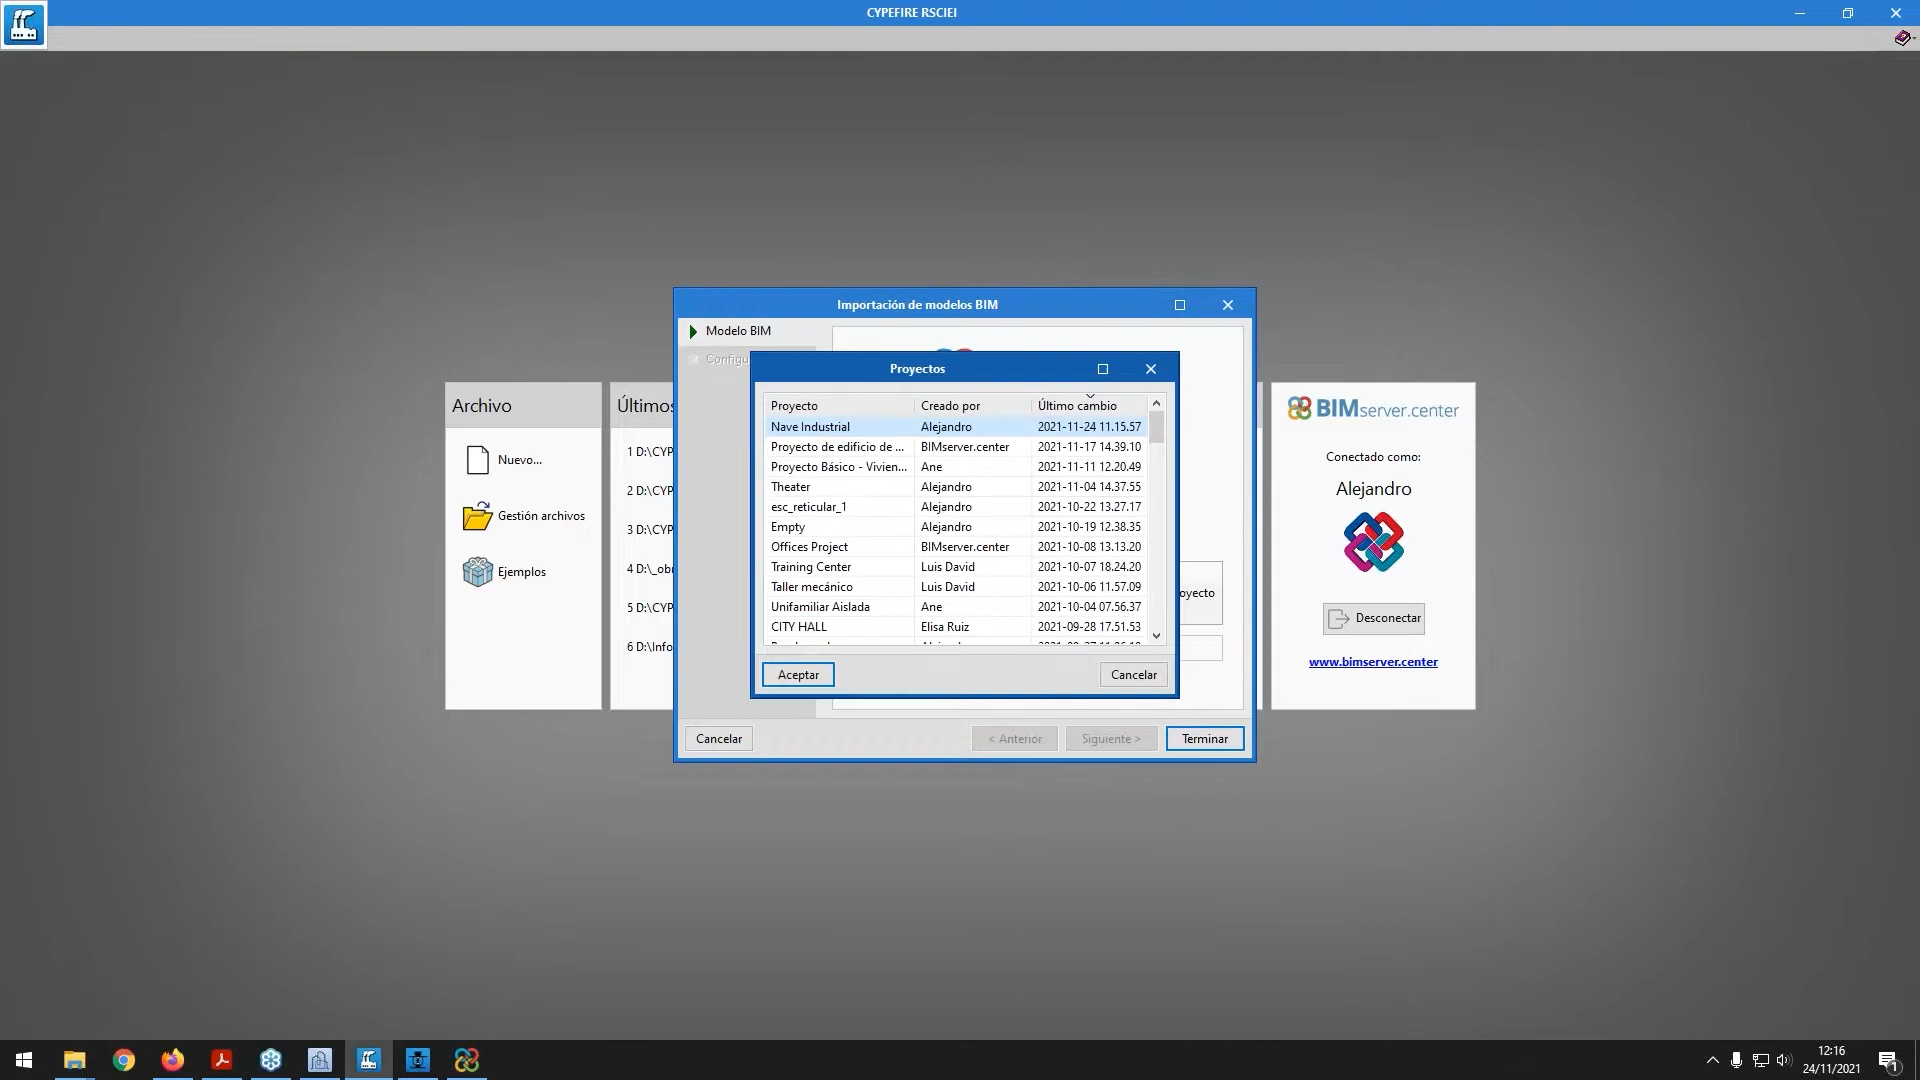 CYPEFIRE RSCIEI
Importación de modelos BIM
Modelo BIM
Configu
Proyectos
Proyecto Creado por Último cambio
Nave Industrial Alejandro 2021-11-24 11.15.57
Proyecto de edificio de ... BIMserver.center 2021-11-17 14.39.10
Proyecto Básico - Vivien... Ane 2021-11-11 12.20.49
Theater Alejandro 2021-11-04 14.37.55
esc_reticular_1 Alejandro 2021-10-22 13.27.17
Empty Alejandro 2021-10-19 12.38.35
Offices Project BIMserver.center 2021-10-08 13.13.20
Training Center Luis David 2021-10-07 18.24.20
Taller mecánico Luis David 2021-10-06 11.57.09
Unifamiliar Aislada Ane 2021-10-04 07.56.37
CITY HALL Elisa Ruiz 2021-09-28 17.51.53
Aceptar Cancelar
oyecto
Cancelar < Anterior Siguiente > Terminar
Archivo
Nuevo...
Gestión archivos
Ejemplos
Últimos
1 D:\CYP
2 D:\CYP
3 D:\CYP
4 D:\_ob
5 D:\CYP
6 D:\Info
BIMserver.center
Conectado como:
Alejandro
Desconectar
www.bimserver.center
12:16
24/11/2021
1